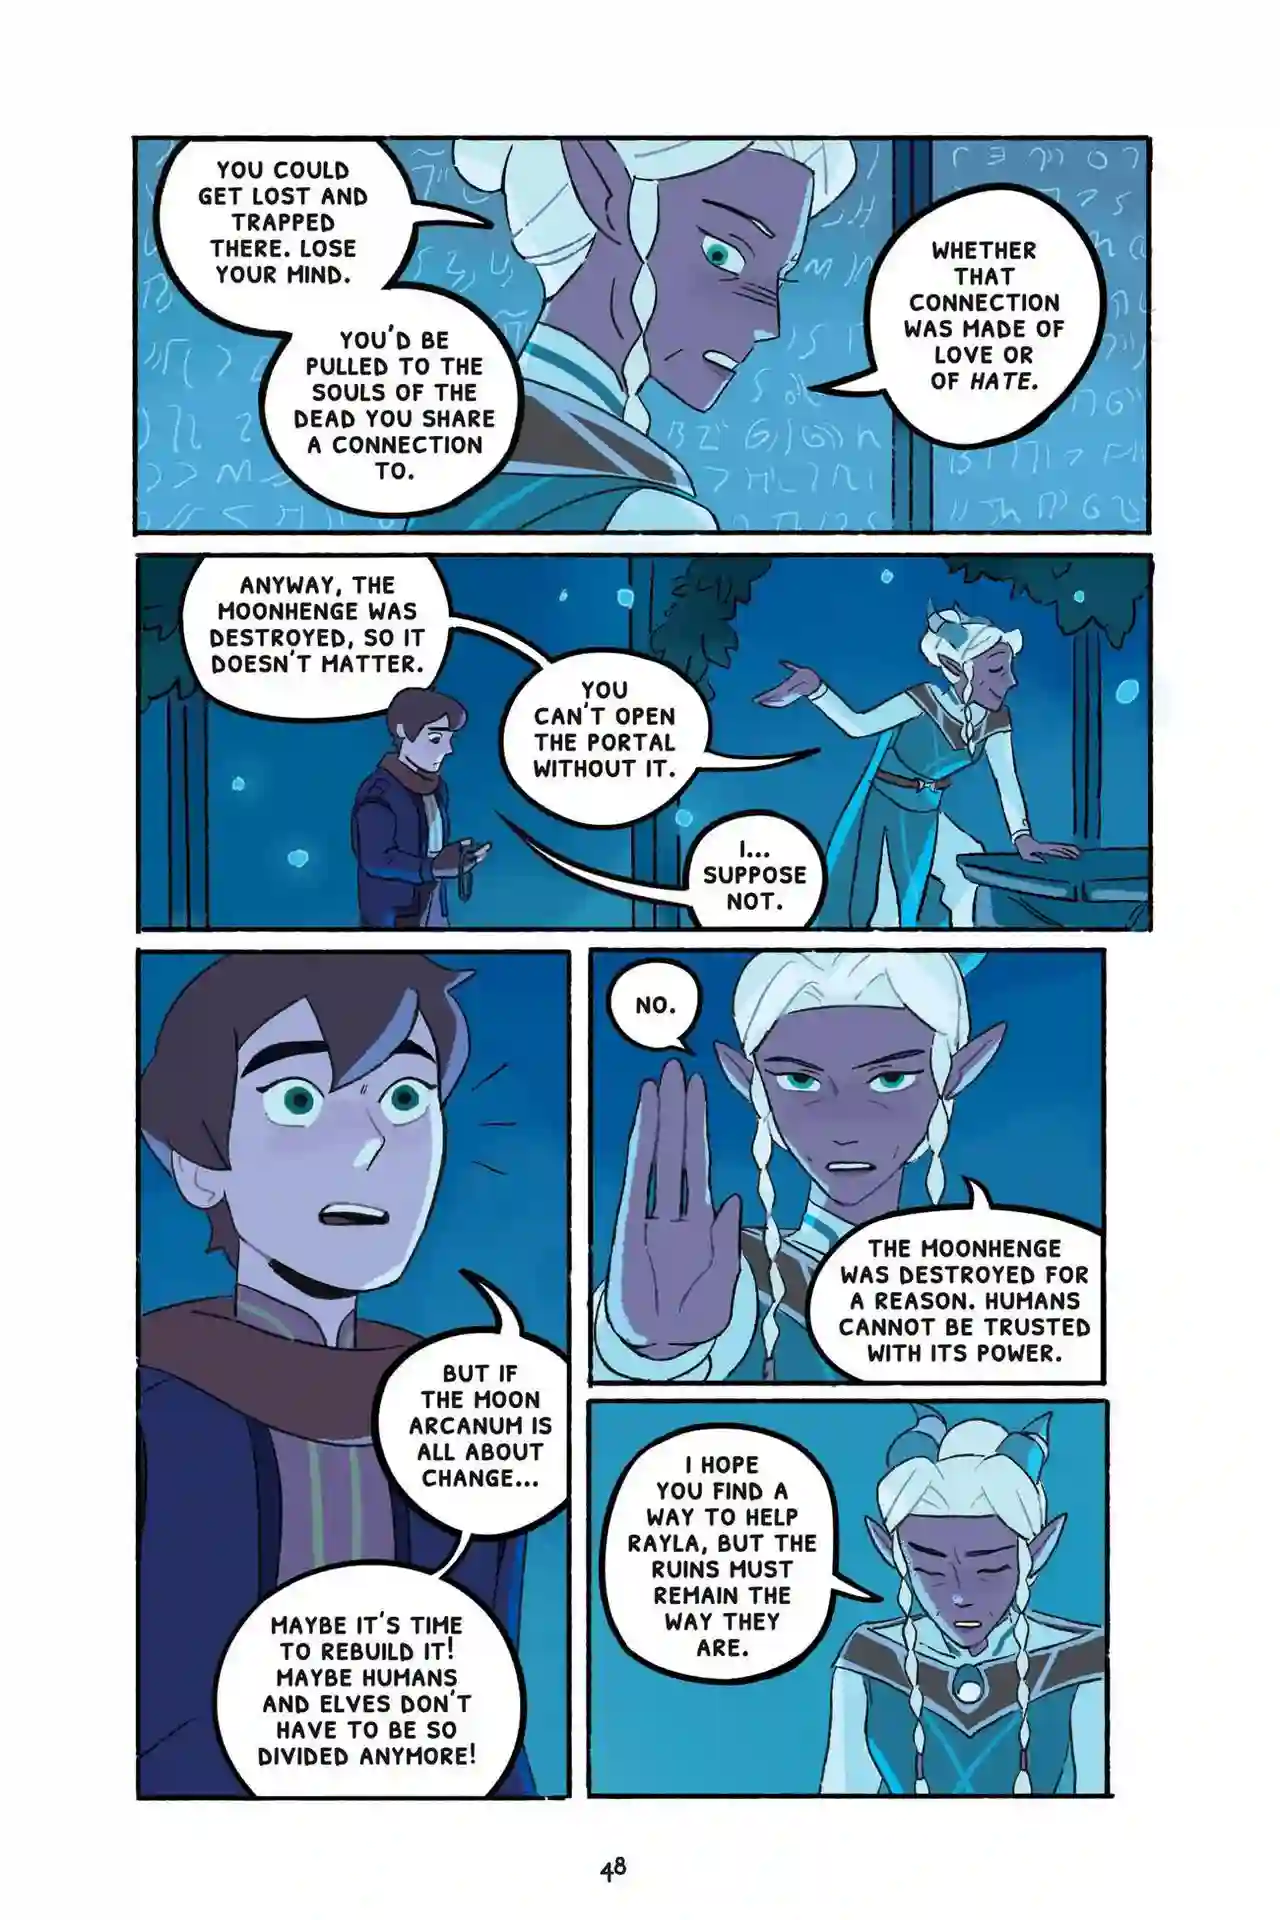 YOU COULD
GET LOST AND
TRAPPED
THERE. LOSE
YOUR MIND.
YOU'D BE
PULLED TO THE
SOULS OF THE
DEAD YOU SHARE
A CONNECTION
TO.
WHETHER
THAT
CONNECTION
WAS MADE OF
LOVE OR
OF HATE.
ANYWAY, THE
MOONHENGE WAS
DESTROYED, SO IT
DOESN'T MATTER.
YOU
CAN'T OPEN
THE PORTAL
WITHOUT IT.
I...
SUPPOSE
NOT.
BUT IF
THE MOON
ARCANUM IS
ALL ABOUT
CHANGE...
MAYBE IT'S TIME
TO REBUILD IT!
MAYBE HUMANS
AND ELVES DON'T
HAVE TO BE SO
DIVIDED ANYMORE!
NO.
THE MOONHENGE
WAS DESTROYED FOR
A REASON. HUMANS
CANNOT BE TRUSTED
WITH ITS POWER.
I HOPE
YOU FIND A
WAY TO HELP
RAYLA, BUT THE
RUINS MUST
REMAIN THE
WAY THEY
ARE.
48